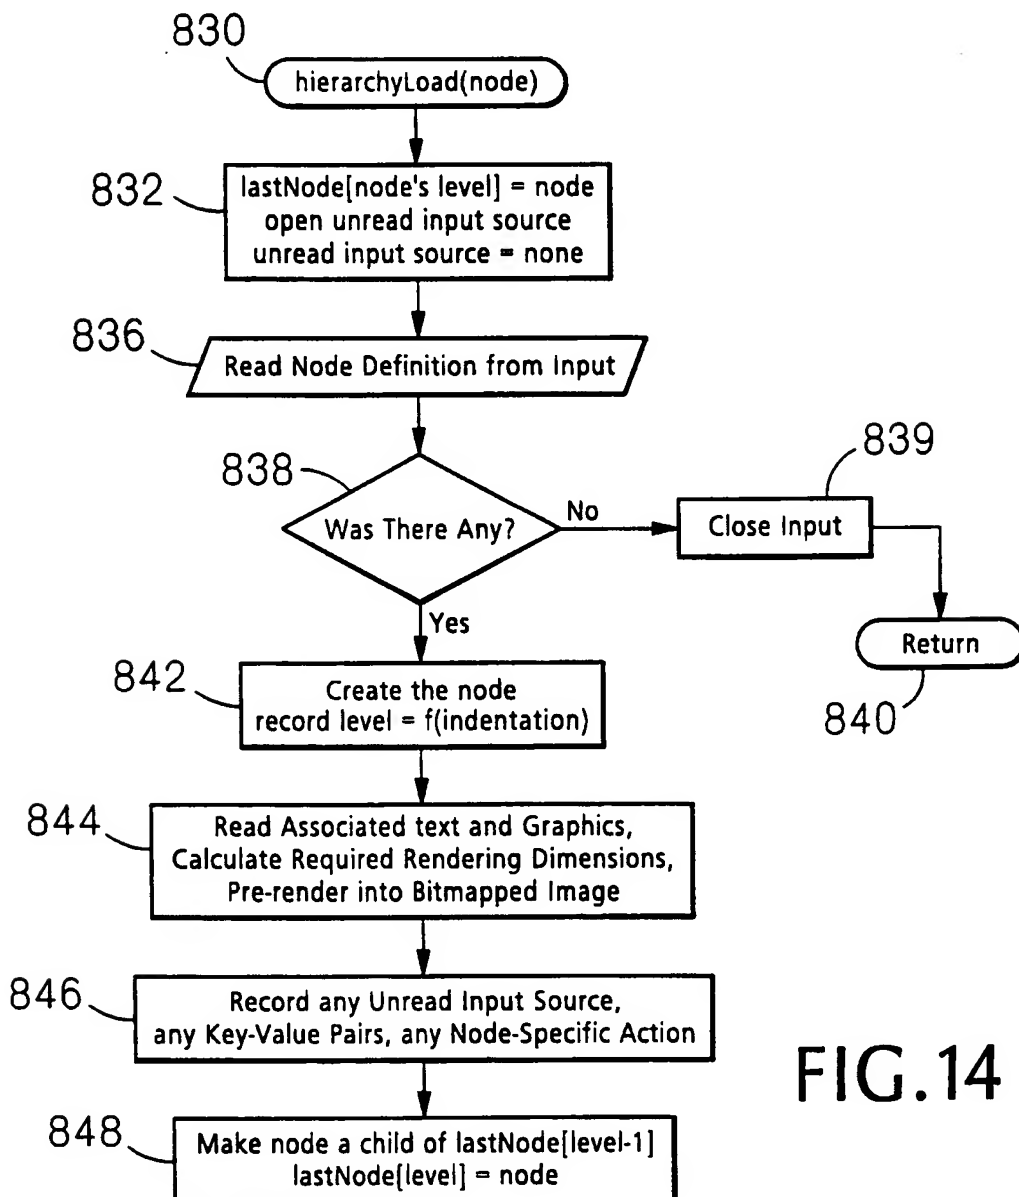 830
hierarchyLoad(node)
832
lastNode[node's level] = node
open unread input source
unread input source = none
836
Read Node Definition from Input
838
Was There Any?
No
839
Close Input
Yes
Return
840
842
Create the node
record level = f(indentation)
844
Read Associated text and Graphics,
Calculate Required Rendering Dimensions,
Pre-render into Bitmapped Image
846
Record any Unread Input Source,
any Key-Value Pairs, any Node-Specific Action
FIG.14
848
Make node a child of lastNode[level-1]
lastNode[level] = node